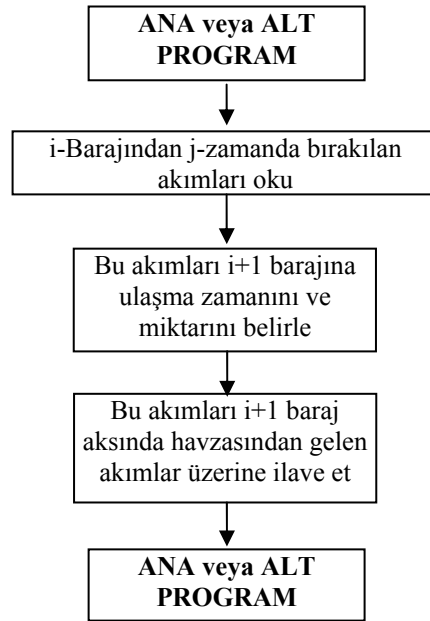 ANA veya ALT
PROGRAM
i-Barajından j-zamanda bırakılan
akımları oku
Bu akımları i+1 barajına
ulaşma zamanını ve
miktarını belirle
Bu akımları i+1 baraj
aksında havzasından gelen
akımlar üzerine ilave et
ANA veya ALT
PROGRAM